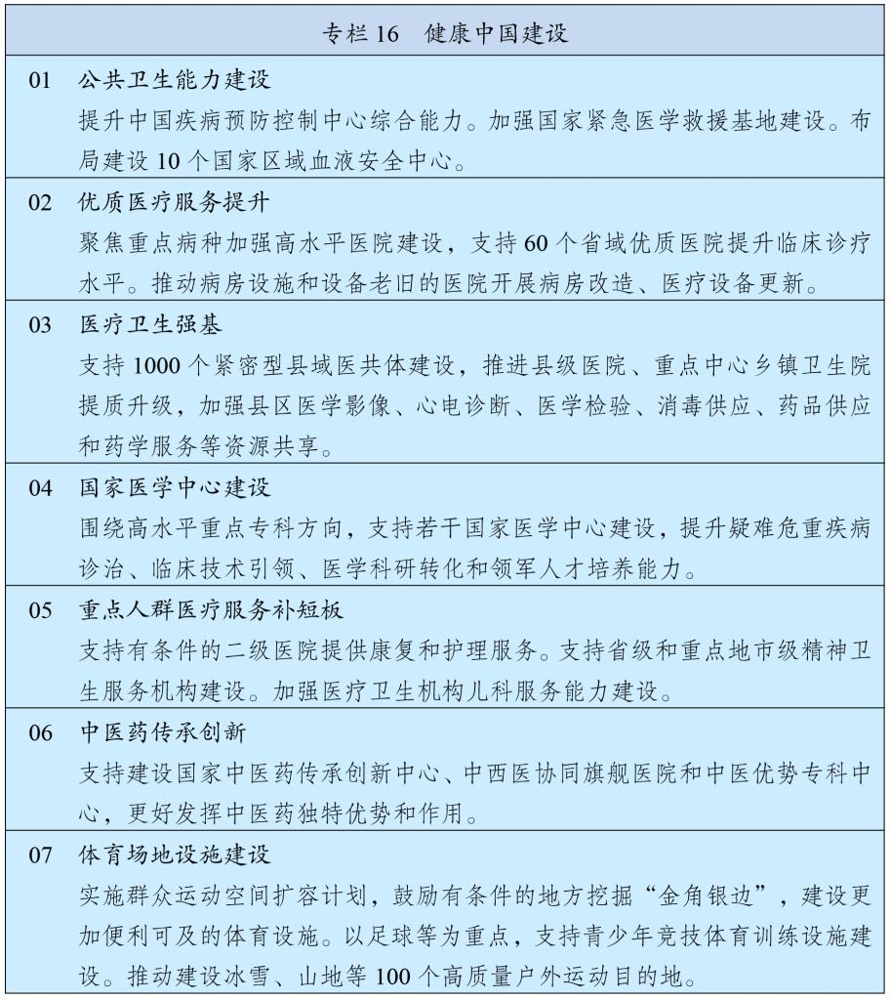 专栏 16 健康中国建设
01 公共卫生能力建设
提升中国疾病预防控制中心综合能力。加强国家紧急医学救援基地建设。布
局建设 10 个国家区域血液安全中心。
02 优质医疗服务提升
聚焦重点病种加强高水平医院建设，支持 60 个省域优质医院提升临床诊疗
水平。推动病房设施和设备老旧的医院开展病房改造、医疗设备更新。
03 医疗卫生强基
支持 1000 个紧密型县域医共体建设，推进县级医院、重点中心乡镇卫生院
提质升级，加强县区医学影像、心电诊断、医学检验、消毒供应、药品供应
和药学服务等资源共享。
04 国家医学中心建设
围绕高水平重点专科方向，支持若干国家医学中心建设，提升疑难危重疾病
诊治、临床技术引领、医学科研转化和领军人才培养能力。
05 重点人群医疗服务补短板
支持有条件的二级医院提供康复和护理服务。支持省级和重点地市级精神卫
生服务机构建设。加强医疗卫生机构儿科服务能力建设。
06 中医药传承创新
支持建设国家中医药传承创新中心、中西医协同旗舰医院和中医优势专科中
心，更好发挥中医药独特优势和作用。
07 体育场地设施建设
实施群众运动空间扩容计划，鼓励有条件的地方挖掘“金角银边”，建设更
加便利可及的体育设施。以足球等为重点，支持青少年竞技体育训练设施建
设。推动建设冰雪、山地等 100 个高质量户外运动目的地。